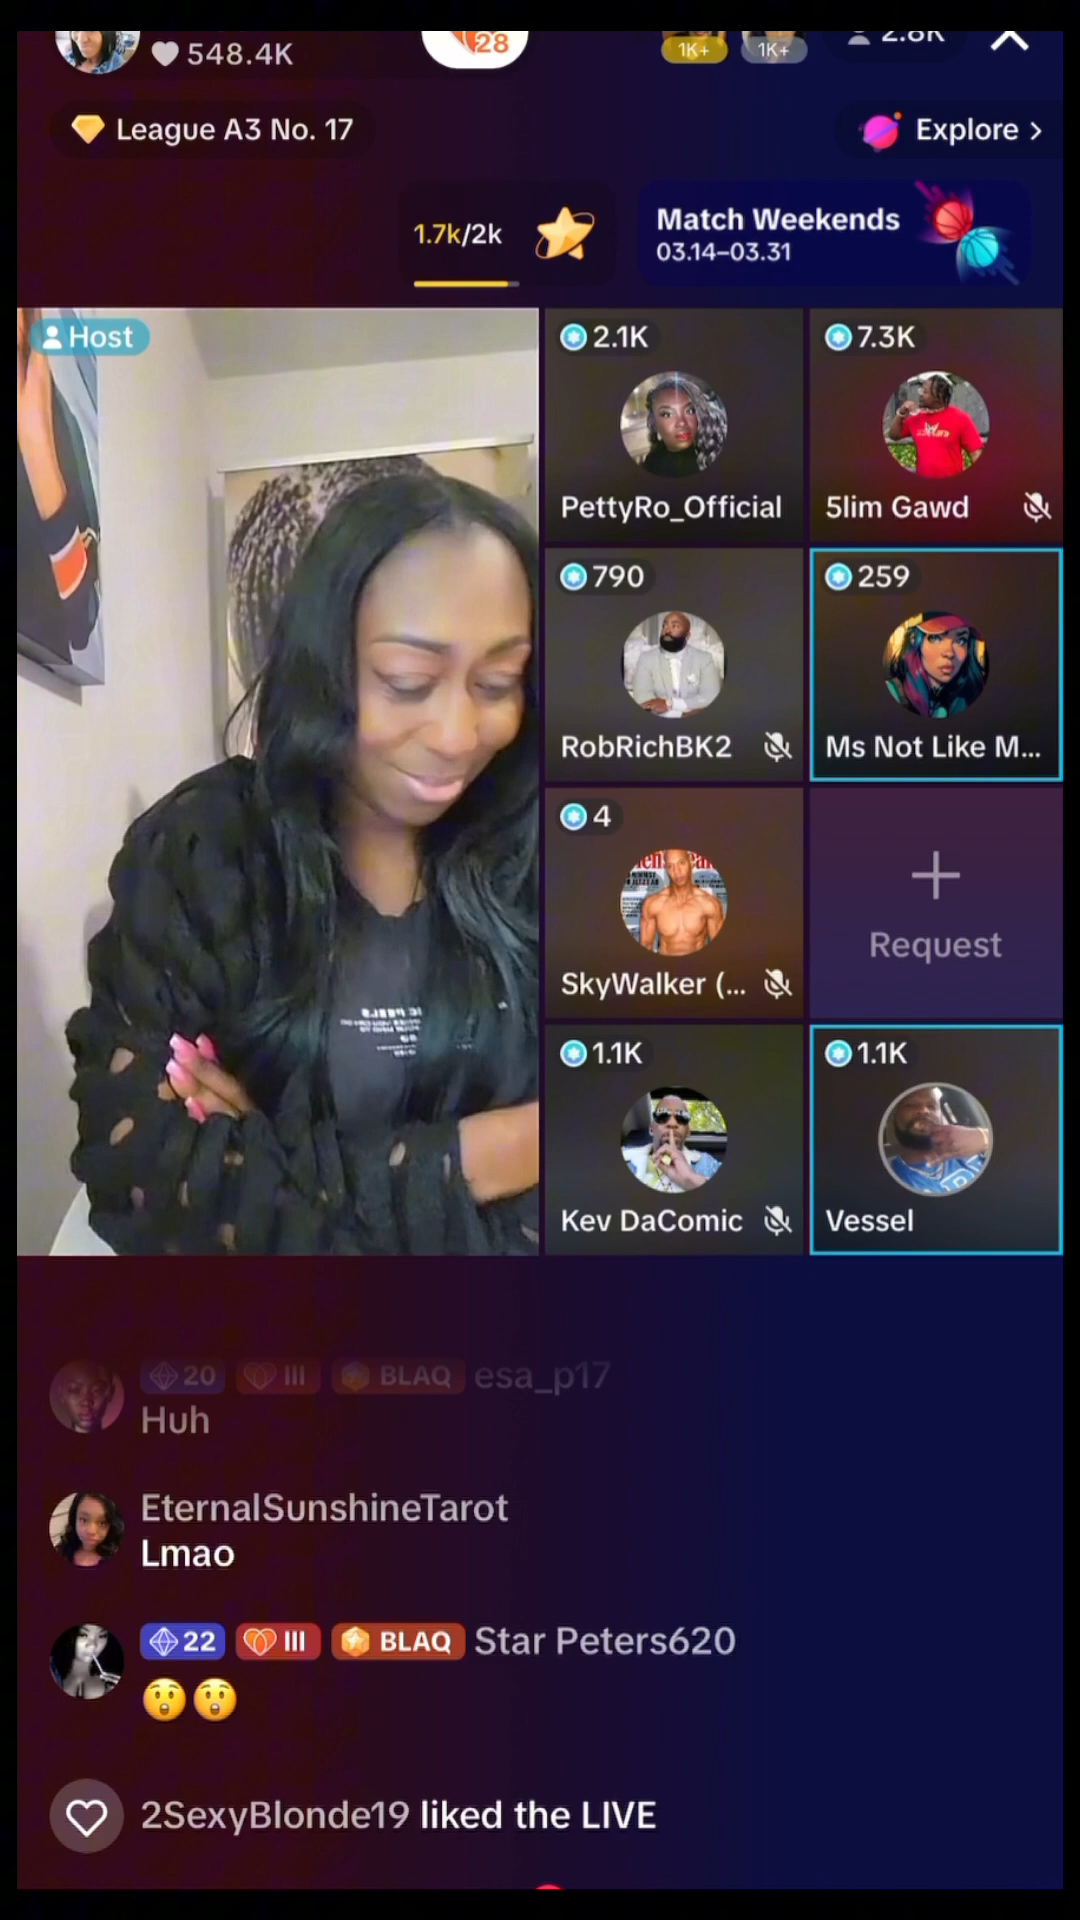 548.4K
28
1K+
1K+
2.8K
League A3 No. 17
Explore >
1.7k/2k
Match Weekends
03.14–03.31
Host
2.1K
PettyRo_Official
7.3K
5lim Gawd
790
RobRichBK2
259
Ms Not Like M...
4
SkyWalker (...
Request
1.1K
Kev DaComic
1.1K
Vessel
20 III BLAQ esa_p17
Huh
EternalSunshineTarot
Lmao
22 III BLAQ Star Peters620
😲😲
2SexyBlonde19 liked the LIVE